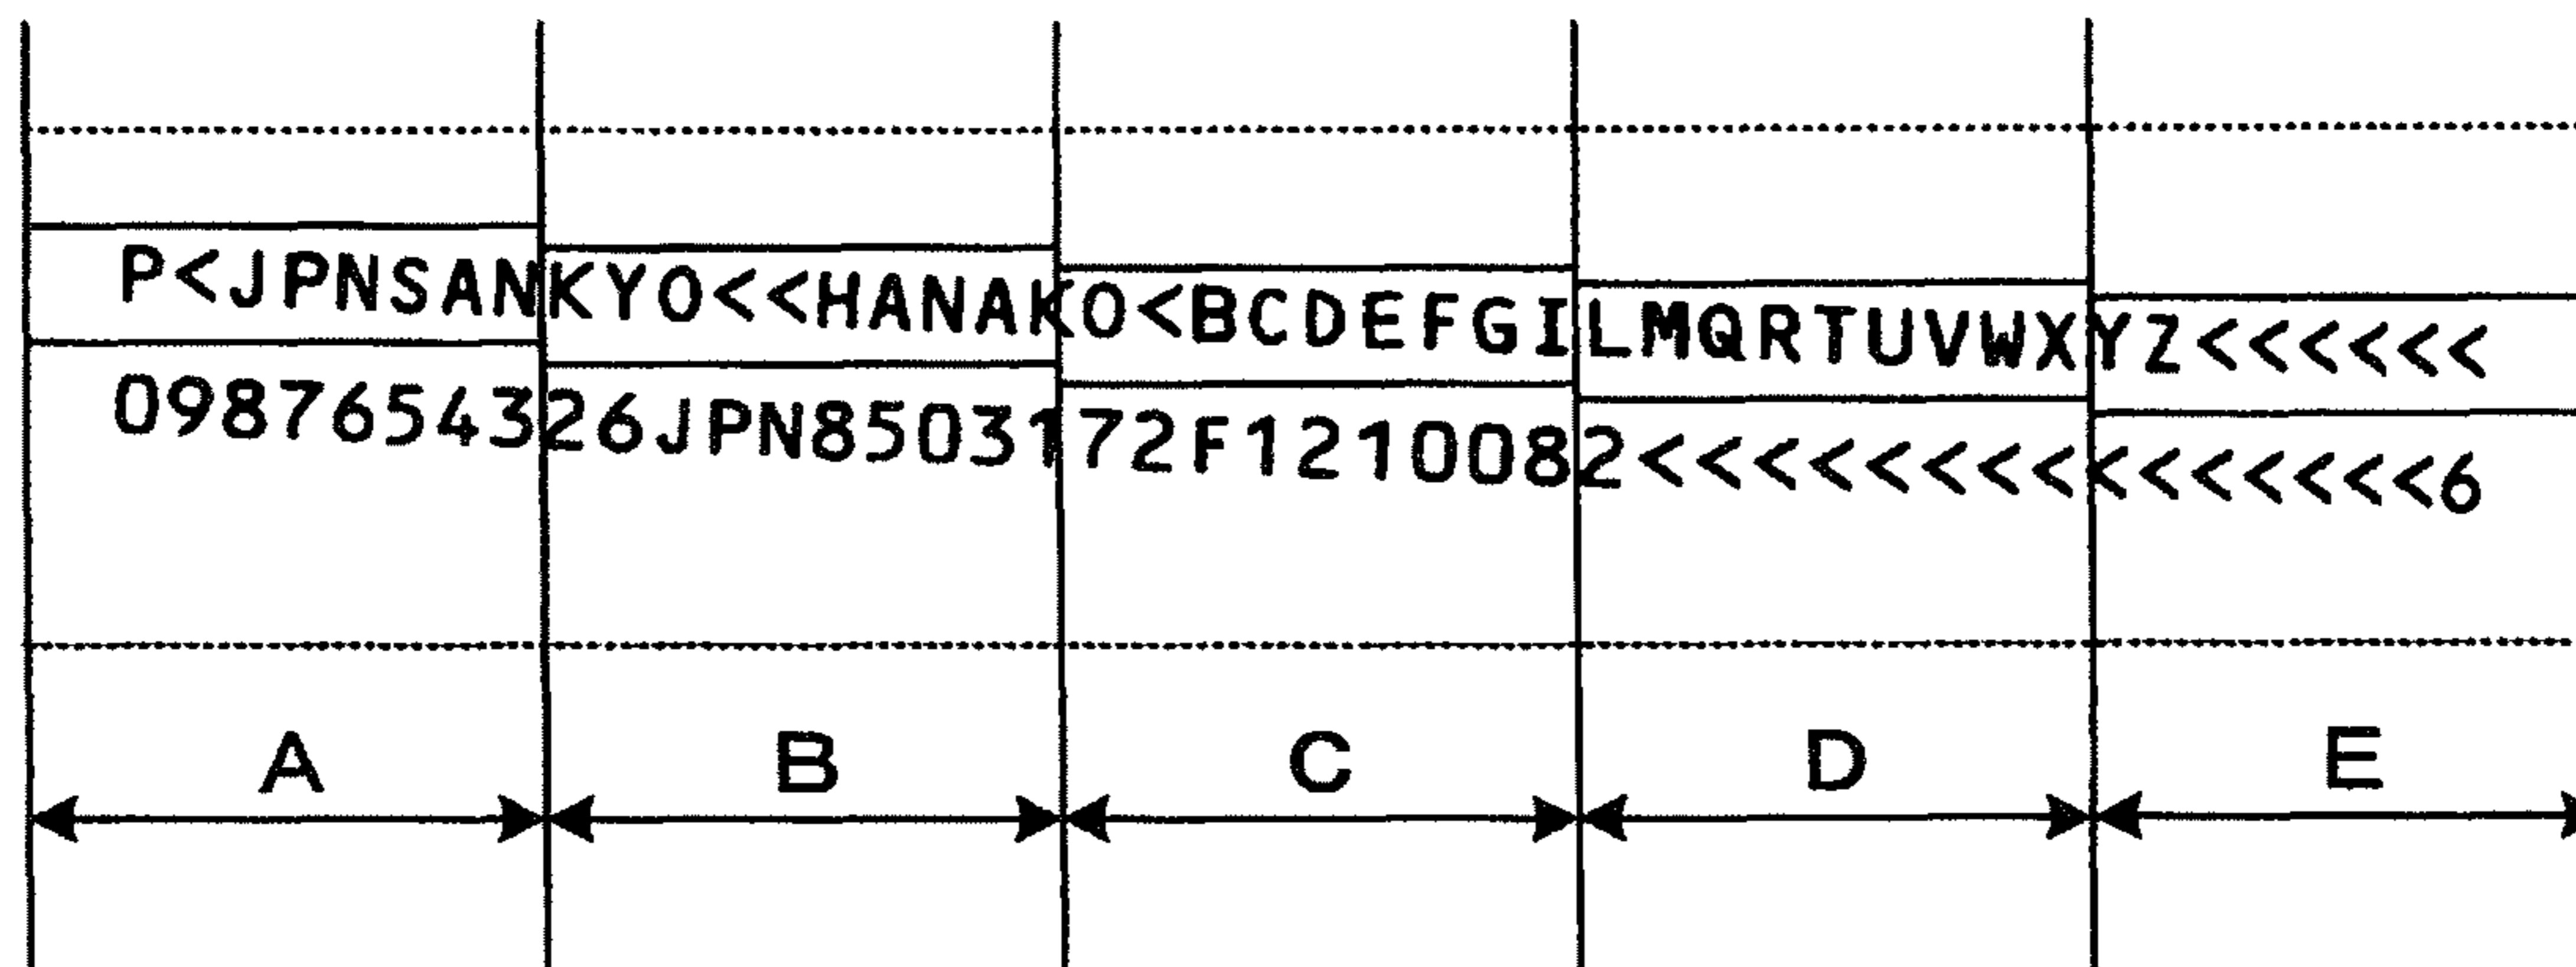 P<JPNSANKYO<<HANAKO<BCDEFGILMQRTUVWXYZ<<<<<<
0987654326JPN8503172F1210082<<<<<<<<<<<<<<<6
A B C D E